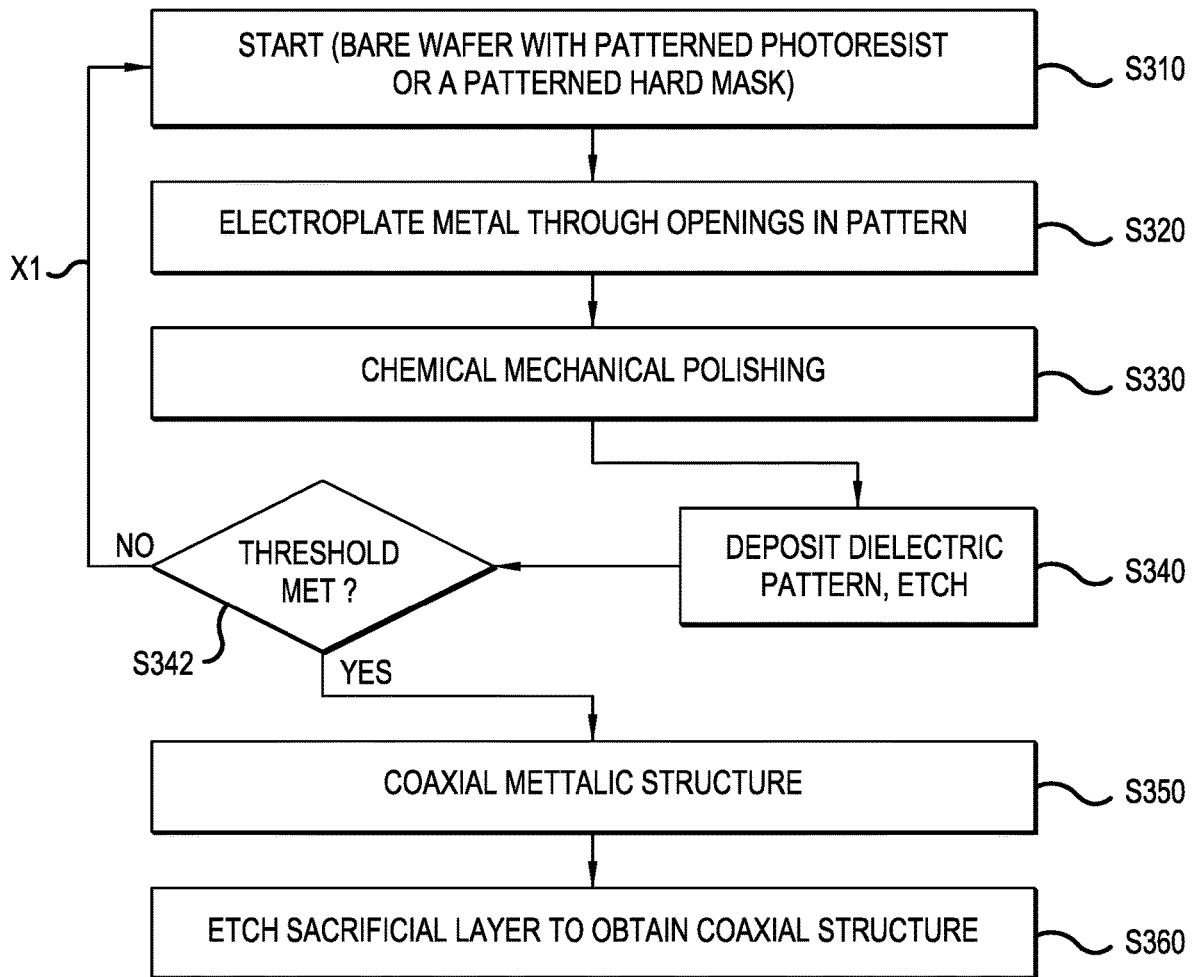 START (BARE WAFER WITH PATTERNED PHOTORESIST
OR A PATTERNED HARD MASK)
S310
ELECTROPLATE METAL THROUGH OPENINGS IN PATTERN
S320
X1
CHEMICAL MECHANICAL POLISHING
S330
NO
THRESHOLD
MET ?
DEPOSIT DIELECTRIC
PATTERN, ETCH
S340
S342
YES
COAXIAL METTALIC STRUCTURE
S350
ETCH SACRIFICIAL LAYER TO OBTAIN COAXIAL STRUCTURE
S360